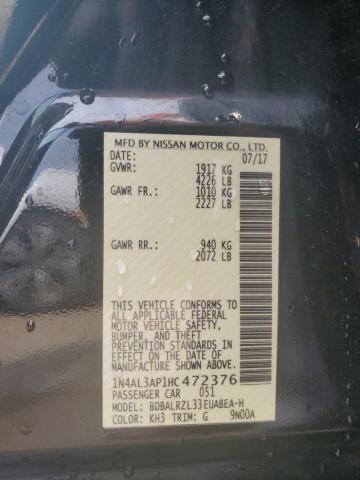 MFD BY NISSAN MOTOR CO., LTD.
DATE: 07/17
GVWR: 1917 KG
4226 LB
GAWR FR: 1010 KG
2227 LB
GAWR RR: 940 KG
2072 LB
THIS VEHICLE CONFORMS TO
ALL APPLICABLE FEDERAL
MOTOR VEHICLE SAFETY,
BUMPER, AND THEFT
PREVENTION STANDARDS IN
EFFECT ON THE DATE OF
MANUFACTURE SHOWN ABOVE.
1N4AL3AP1HC472376
PASSENGER CAR 051
MODEL: BDBALRZL33EUABEA-H
COLOR: KH3 TRIM: G 9N00A